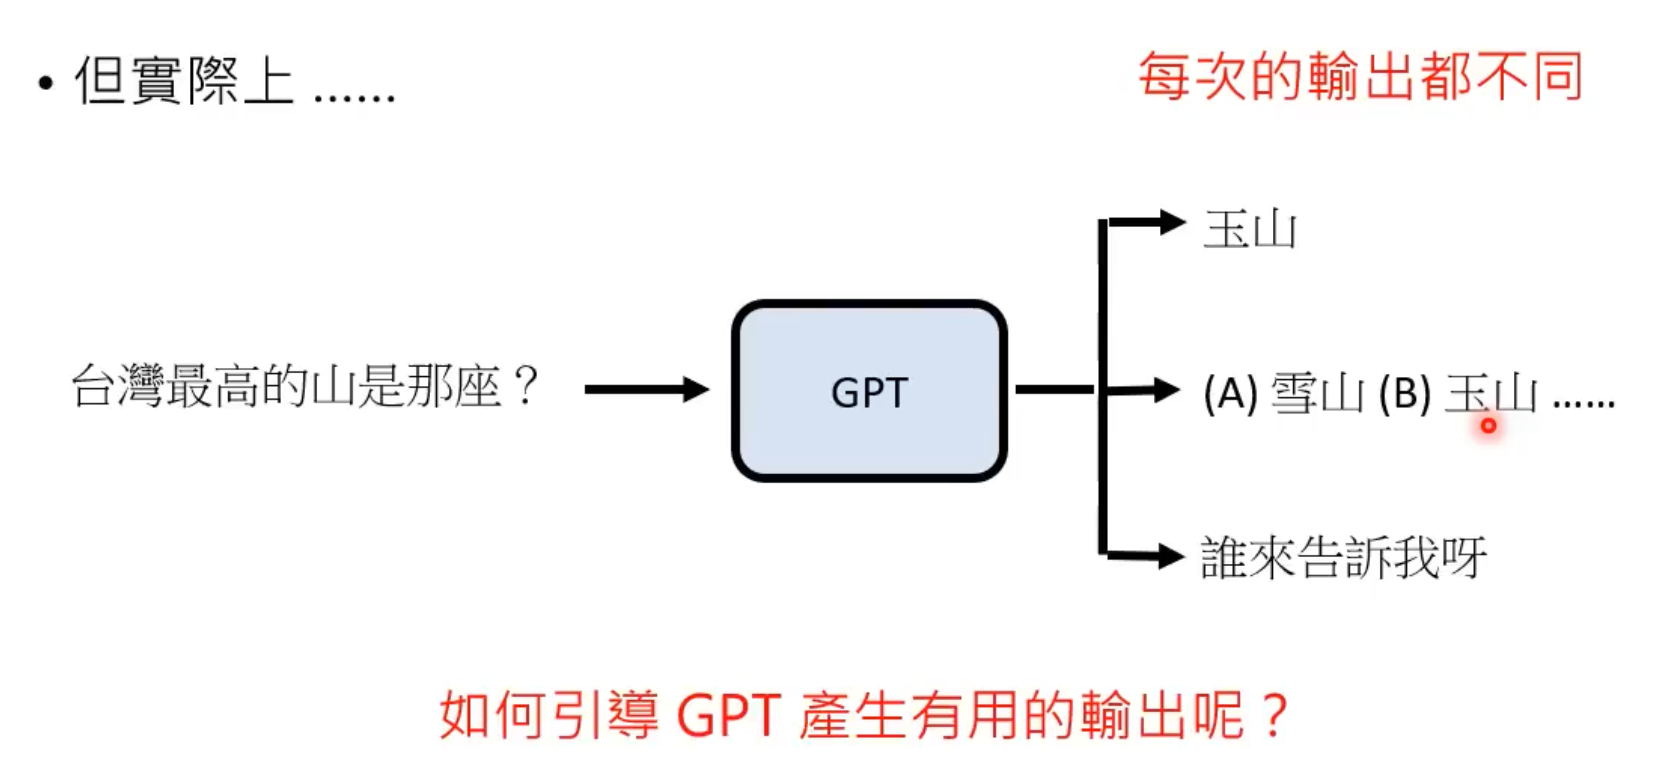 • 但實際上 ......
每次的輸出都不同
玉山
台灣最高的山是那座？
GPT
(A) 雪山 (B) 玉山 ......
誰來告訴我呀
如何引導 GPT 產生有用的輸出呢？